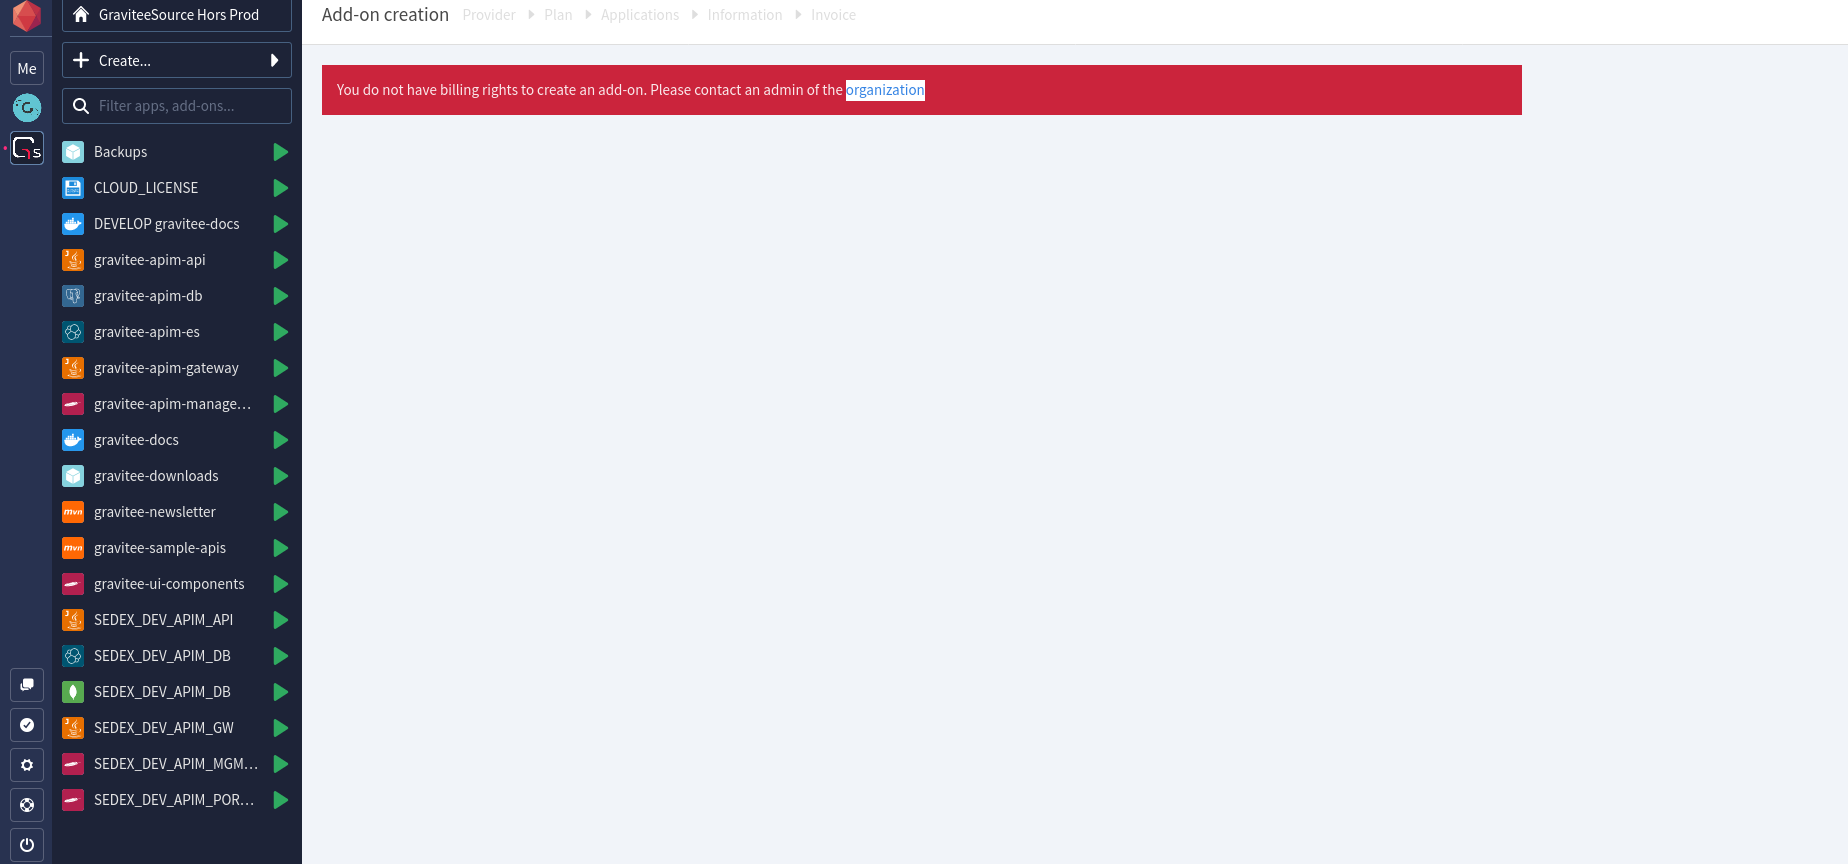 GraviteeSource Hors Prod
Add-on creation Provider Plan Applications Information Invoice
Me
Create...
Filter apps, add-ons...
You do not have billing rights to create an add-on. Please contact an admin of the organization
Backups
CLOUD_LICENSE
DEVELOP gravitee-docs
gravitee-apim-api
gravitee-apim-db
gravitee-apim-es
gravitee-apim-gateway
gravitee-apim-manage…
gravitee-docs
gravitee-downloads
mvn gravitee-newsletter
mvn gravitee-sample-apis
gravitee-ui-components
SEDEX_DEV_APIM_API
SEDEX_DEV_APIM_DB
SEDEX_DEV_APIM_DB
SEDEX_DEV_APIM_GW
SEDEX_DEV_APIM_MGM…
SEDEX_DEV_APIM_POR…